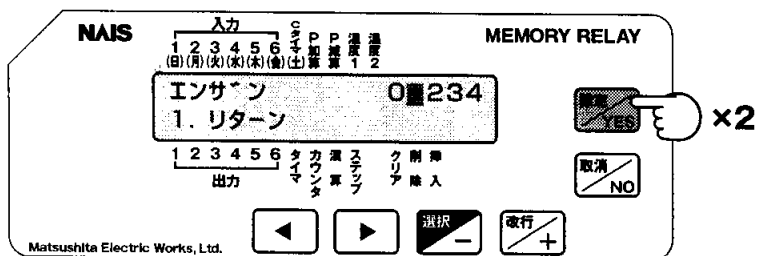 NAIS
MEMORY RELAY
入力
1 2 3 4 5 6 Cタイマ P加算 P減算 温度1 温度2
(日)(月)(火)(水)(木)(金)(土)
エンザン 0 234
1. リターン
1 2 3 4 5 6 タイマ カウンタ 演算 ステップ クリア 削除 挿入
出力
YES
×2
取消
NO
◀ ▶
選択
−
改行
+
Matsushita Electric Works, Ltd.